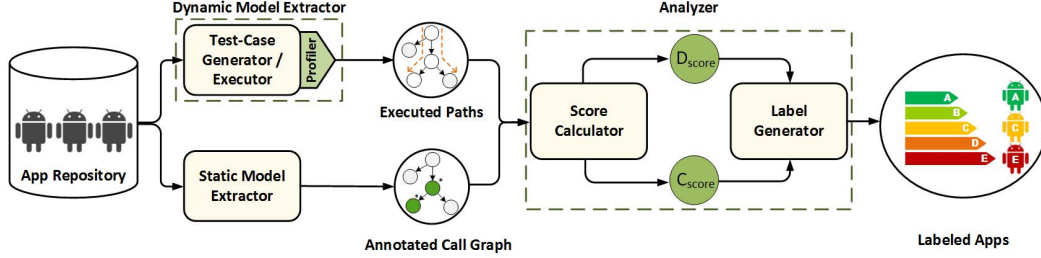 Dynamic Model Extractor
Analyzer
Test-Case
Generator /
Executor
Profiler
Executed Paths
App Repository
Static Model
Extractor
*
*
Annotated Call Graph
Score
Calculator
Dscore
Cscore
Label
Generator
A
B
C
D
E
A
C
E
Labeled Apps